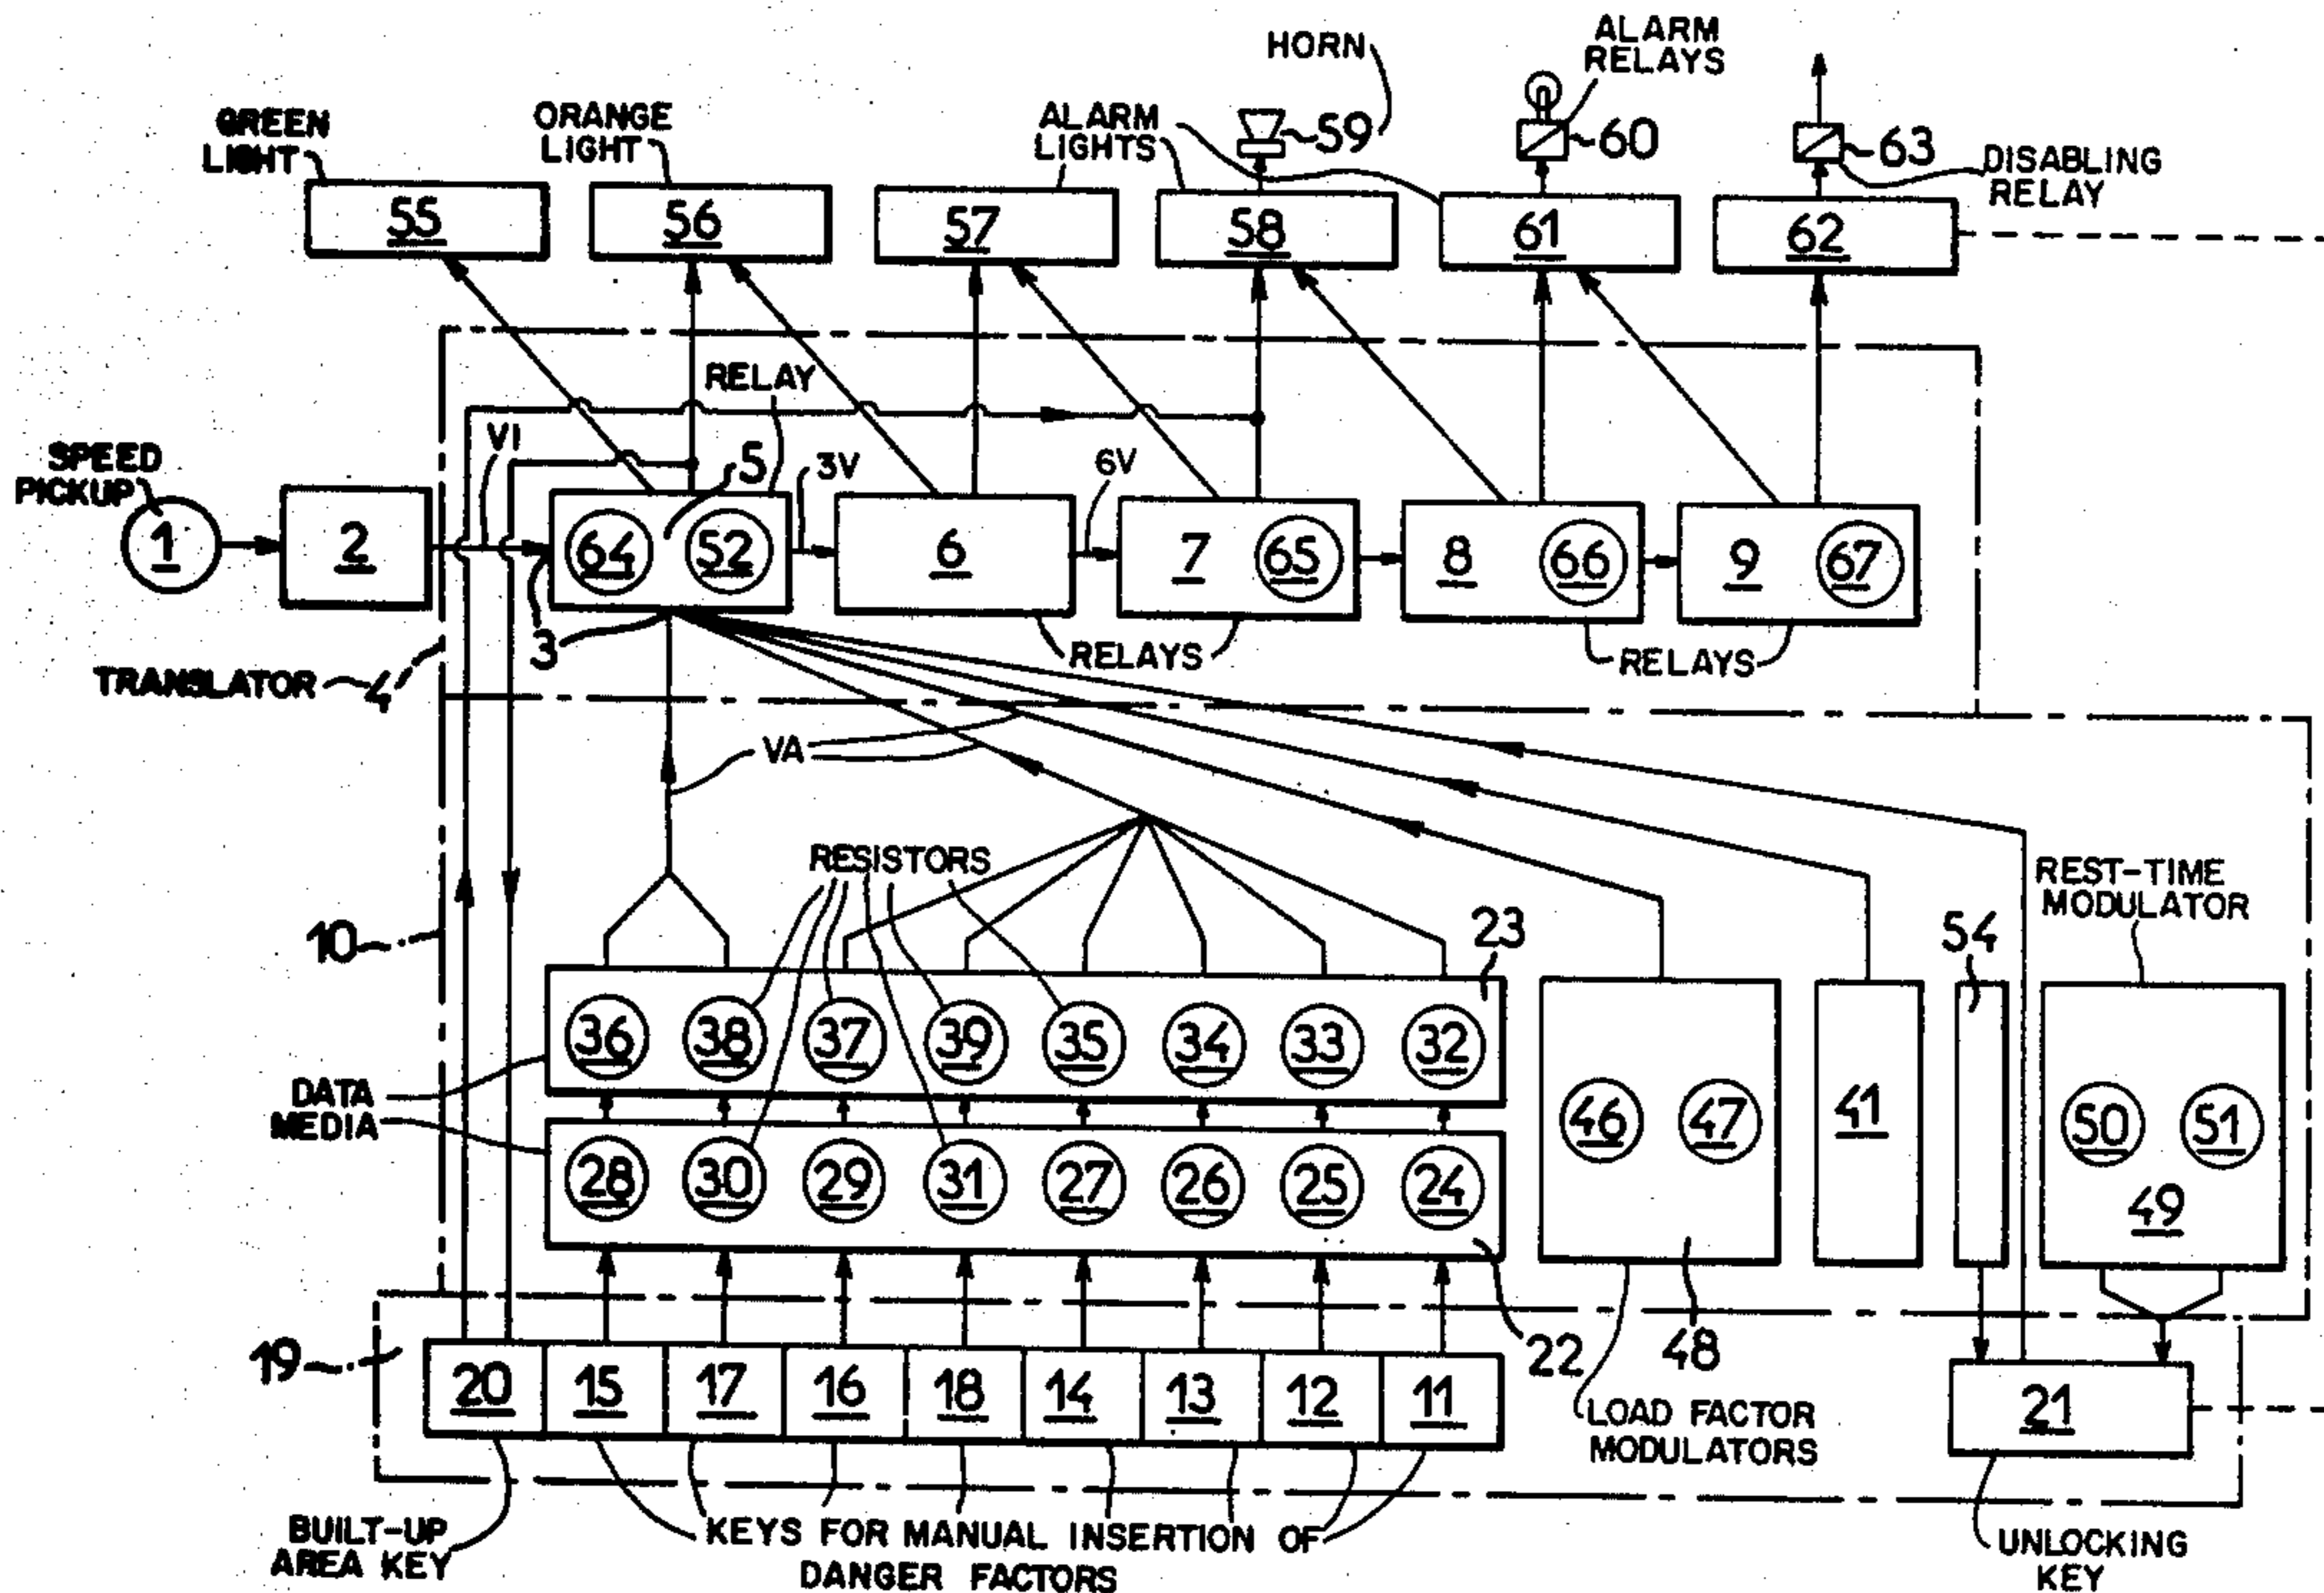 HORN
ALARM
RELAYS
GREEN
LIGHT
ORANGE
LIGHT
ALARM
LIGHTS
59
60
63
DISABLING
RELAY
55
56
57
58
61
62
RELAY
SPEED
PICKUP
V1
5
3V
6V
1
2
64
52
6
7
65
8
66
9
67
3
RELAYS
RELAYS
TRANSLATOR
4
VA
RESISTORS
REST-TIME
MODULATOR
10
23
54
36
38
37
39
35
34
33
32
DATA
MEDIA
28
30
29
31
27
26
25
24
46
47
41
50
51
49
22
48
19
20
15
17
16
18
14
13
12
11
21
LOAD FACTOR
MODULATORS
BUILT-UP
AREA KEY
KEYS FOR MANUAL INSERTION OF
DANGER FACTORS
UNLOCKING
KEY